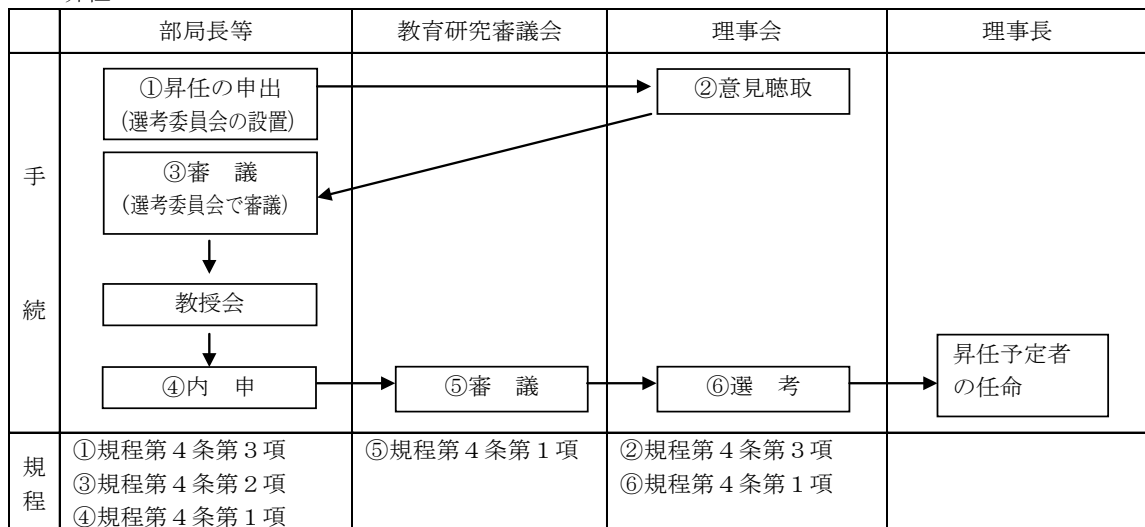 部局長等
教育研究審議会
理事会
理事長
手続
①昇任の申出
(選考委員会の設置)
②意見聴取
③審　議
(選考委員会で審議)
教授会
④内　申
⑤審　議
⑥選　考
昇任予定者
の任命
規程
①規程第４条第３項
③規程第４条第２項
④規程第４条第１項
⑤規程第４条第１項
②規程第４条第３項
⑥規程第４条第１項